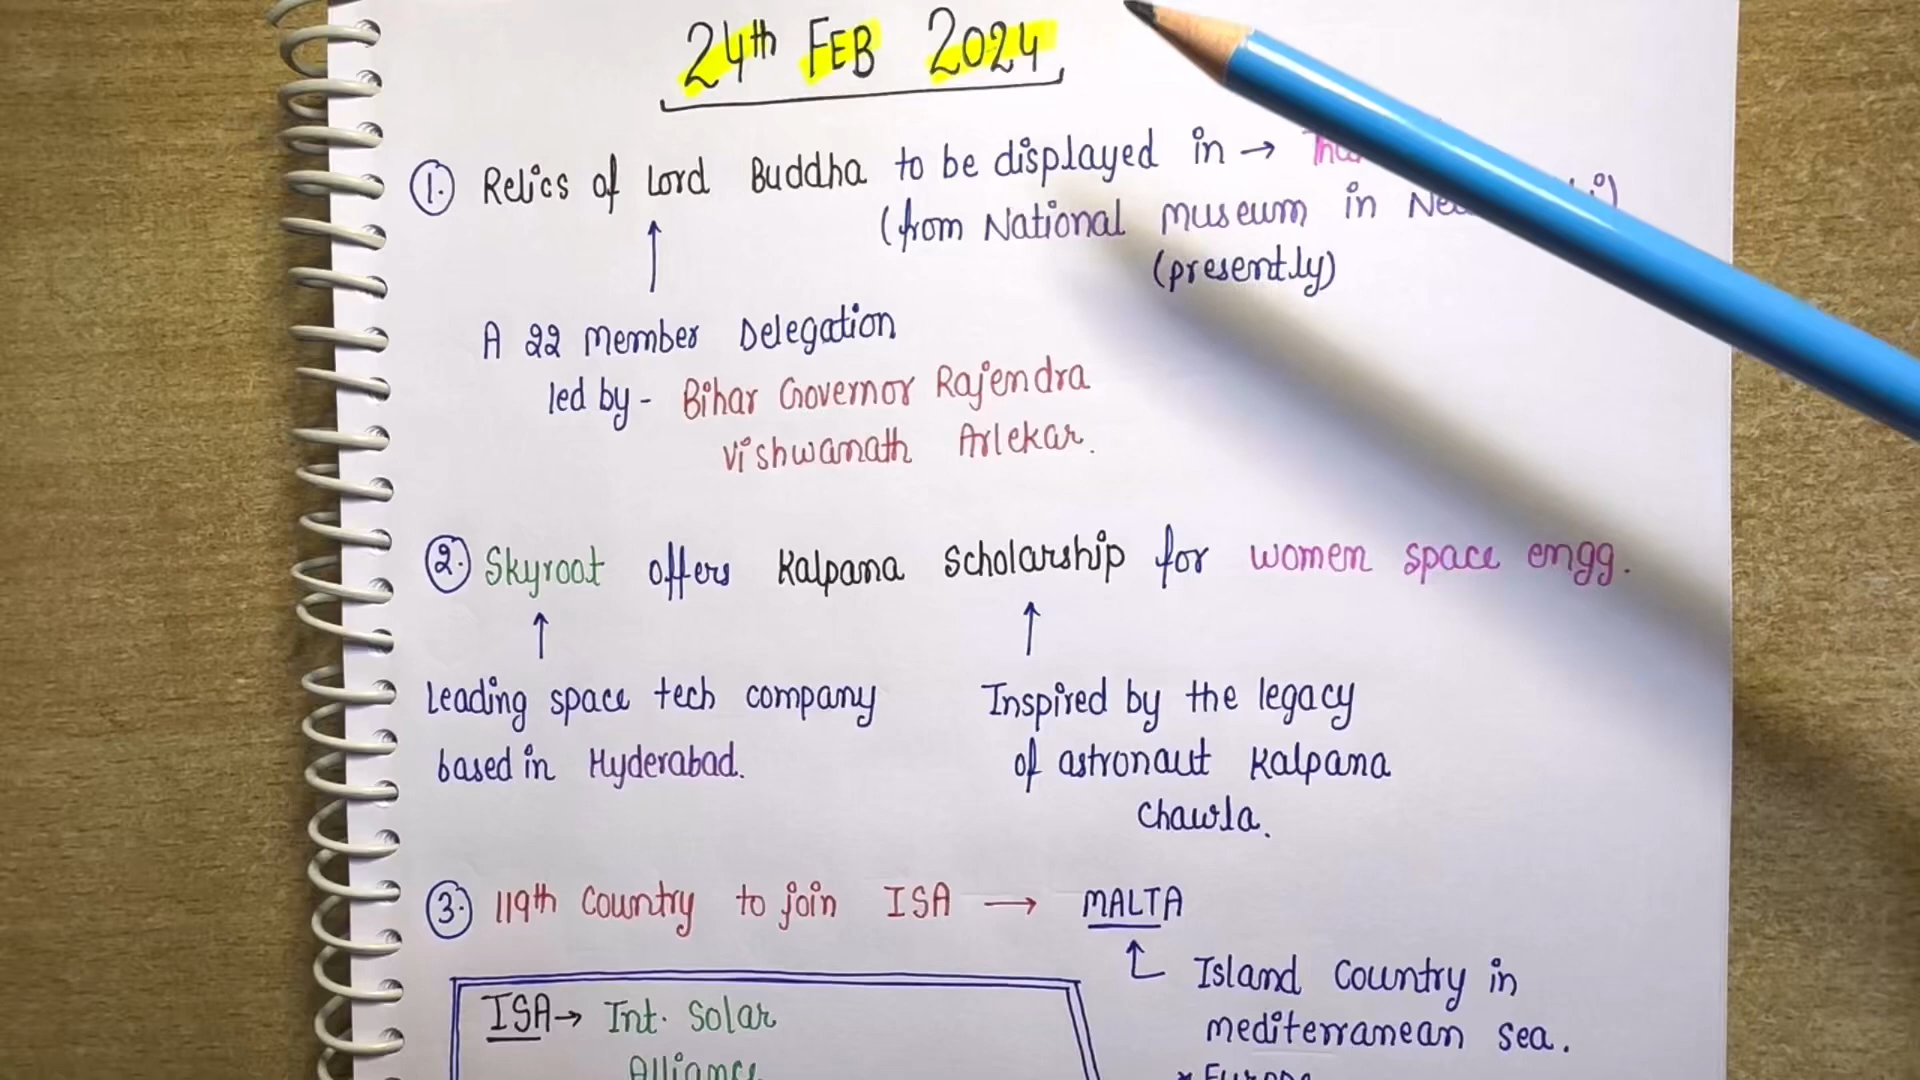 24th FEB 2024
1. Relics of Lord Buddha to be displayed in →
(from National museum in
(presently)
↑
A 22 Member Delegation
led by - Bihar Governor Rajendra
Vishwanath Arlekar.
2. Skyroot offers Kalpana Scholarship for women space engg.
↑ ↑
Leading space tech company
based in Hyderabad.
Inspired by the legacy
of astronaut Kalpana
Chawla.
3. 119th Country to join ISA → MALTA
Island Country in
mediterranean sea.
* Europe
ISA → Int. Solar
Alliance